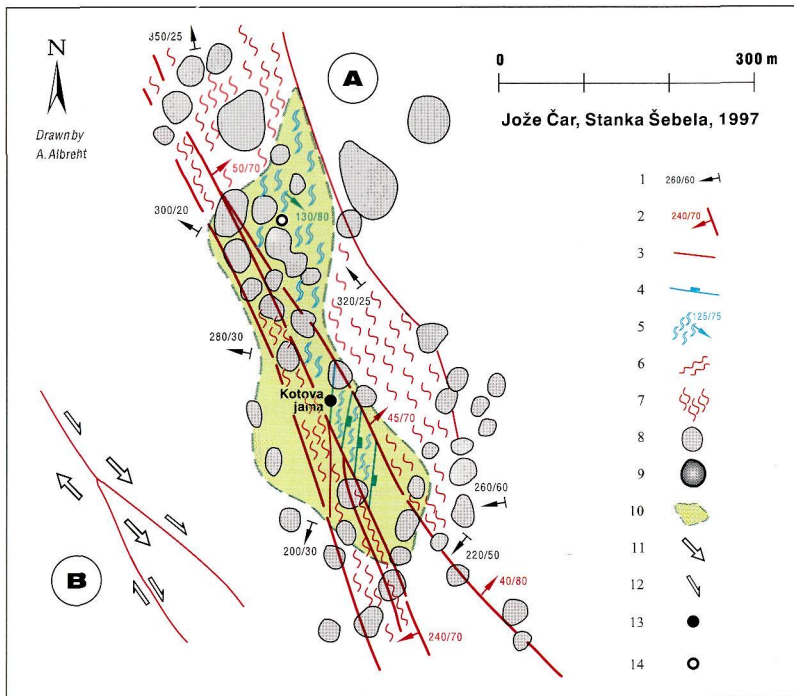 350/25
N
Drawn by
A. Albreht
A
0 300 m
Jože Čar, Stanka Šebela, 1997
50/70
130/80
300/20
320/25
280/30
Kotova
jama
45/70
260/60
200/30
220/50
40/80
240/70
B
1 260/60
2 240/70
3
4
5 125/75
6
7
8
9
10
11
12
13
14